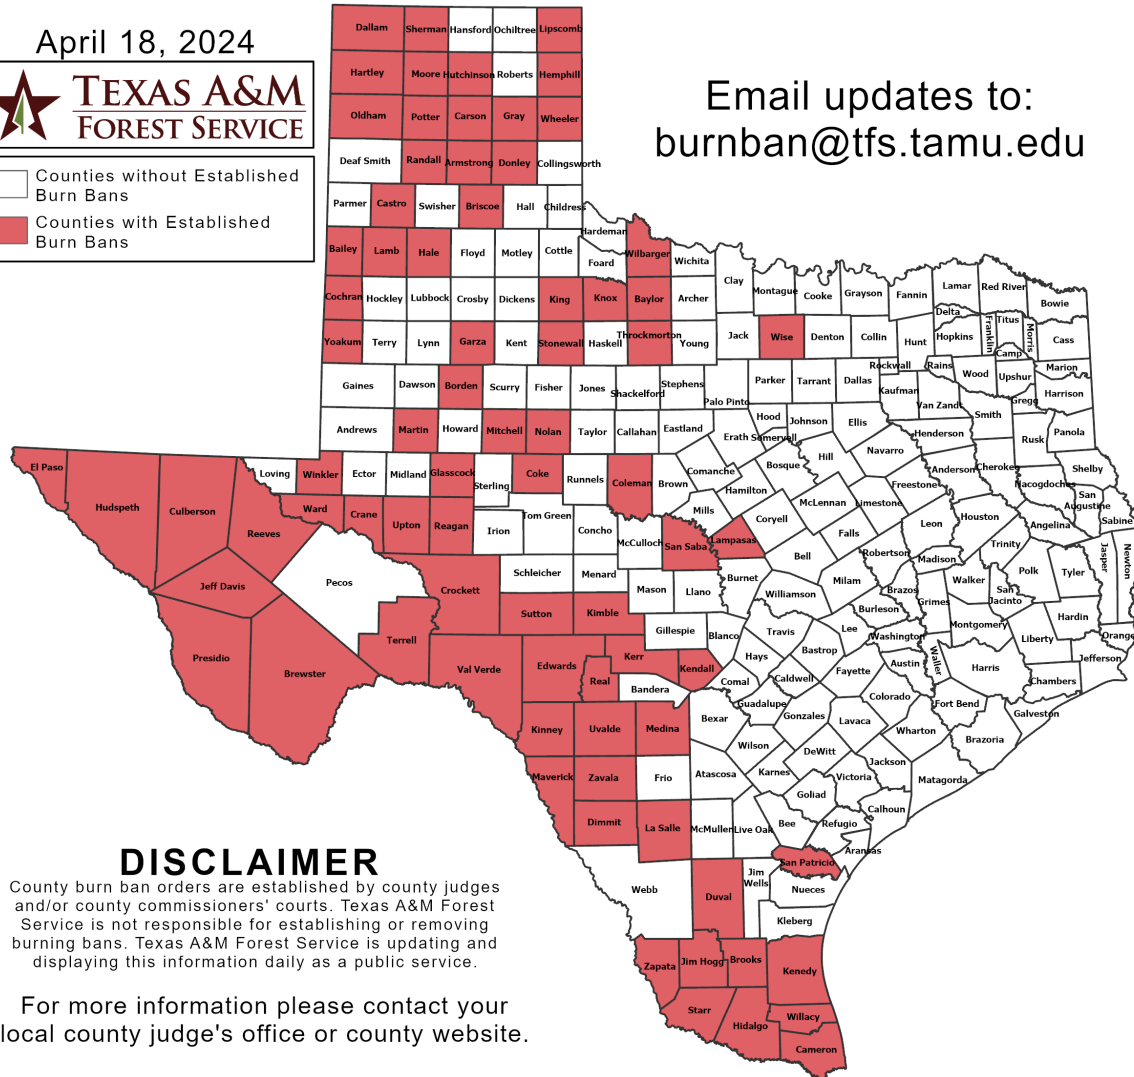 April 18, 2024
TEXAS A&M
FOREST SERVICE
Counties without Established
Burn Bans
Counties with Established
Burn Bans
Email updates to:
burnban@tfs.tamu.edu
Dallam Sherman Hansford Ochiltree Lipscomb
Hartley Moore Hutchinson Roberts Hemphill
Oldham Potter Carson Gray Wheeler
Deaf Smith Randall Armstrong Donley Collingsworth
Parmer Castro Swisher Briscoe Hall Childress
Hardeman
Bailey Lamb Hale Floyd Motley Cottle Foard Wilbarger Wichita
Clay Montague Cooke Grayson Fannin Lamar Red River Bowie
Cochran Hockley Lubbock Crosby Dickens King Knox Baylor Archer
Delta Franklin Titus Morris Cass
Yoakum Terry Lynn Garza Kent Stonewall Haskell Throckmorton Young Jack Wise Denton Collin Hunt Hopkins
Camp
Rockwall Rains Wood Upshur Marion
Gaines Dawson Borden Scurry Fisher Jones Shackelford Stephens Palo Pinto Parker Tarrant Dallas Kaufman Van Zandt Gregg Harrison
Andrews Martin Howard Mitchell Nolan Taylor Callahan Eastland Erath Hood Somervell Johnson Ellis Henderson Smith Rusk Panola
El Paso Loving Winkler Ector Midland Glasscock Sterling Coke Runnels Coleman Brown Comanche Bosque Hill Navarro Anderson Cherokee Shelby
Hudspeth Culberson Reeves Ward Crane Upton Reagan Irion Tom Green Concho McCulloch San Saba Mills Hamilton Lampasas Coryell McLennan Limestone Freestone Nacogdoches San
Augustine Sabine
Falls Leon Houston Angelina
Jeff Davis Pecos Crockett Schleicher Menard Mason Llano Burnet Bell Milam Robertson Madison Trinity Polk Tyler Jasper Newton
Williamson Brazos Grimes Walker San
Jacinto Hardin
Presidio Brewster Terrell Val Verde Sutton Kimble Gillespie Blanco Travis Burleson Lee Washington Montgomery Liberty Orange
Edwards Real Kerr Kendall Bandera Hays Bastrop Austin Waller Harris Jefferson
Comal Caldwell Fayette Colorado Chambers
Kinney Uvalde Medina Bexar Guadalupe Gonzales Lavaca Wharton Fort Bend Galveston
Maverick Zavala Frio Atascosa Wilson Karnes DeWitt Jackson Matagorda Brazoria
Victoria Goliad Calhoun
Dimmit La Salle McMullen Live Oak Bee Refugio
Aransas
Webb Duval Jim
Wells San Patricio
Nueces
Kleberg
Zapata Jim Hogg Brooks Kenedy
Starr Hidalgo Willacy
Cameron
DISCLAIMER
County burn ban orders are established by county judges
and/or county commissioners' courts. Texas A&M Forest
Service is not responsible for establishing or removing
burning bans. Texas A&M Forest Service is updating and
displaying this information daily as a public service.
For more information please contact your
local county judge's office or county website.